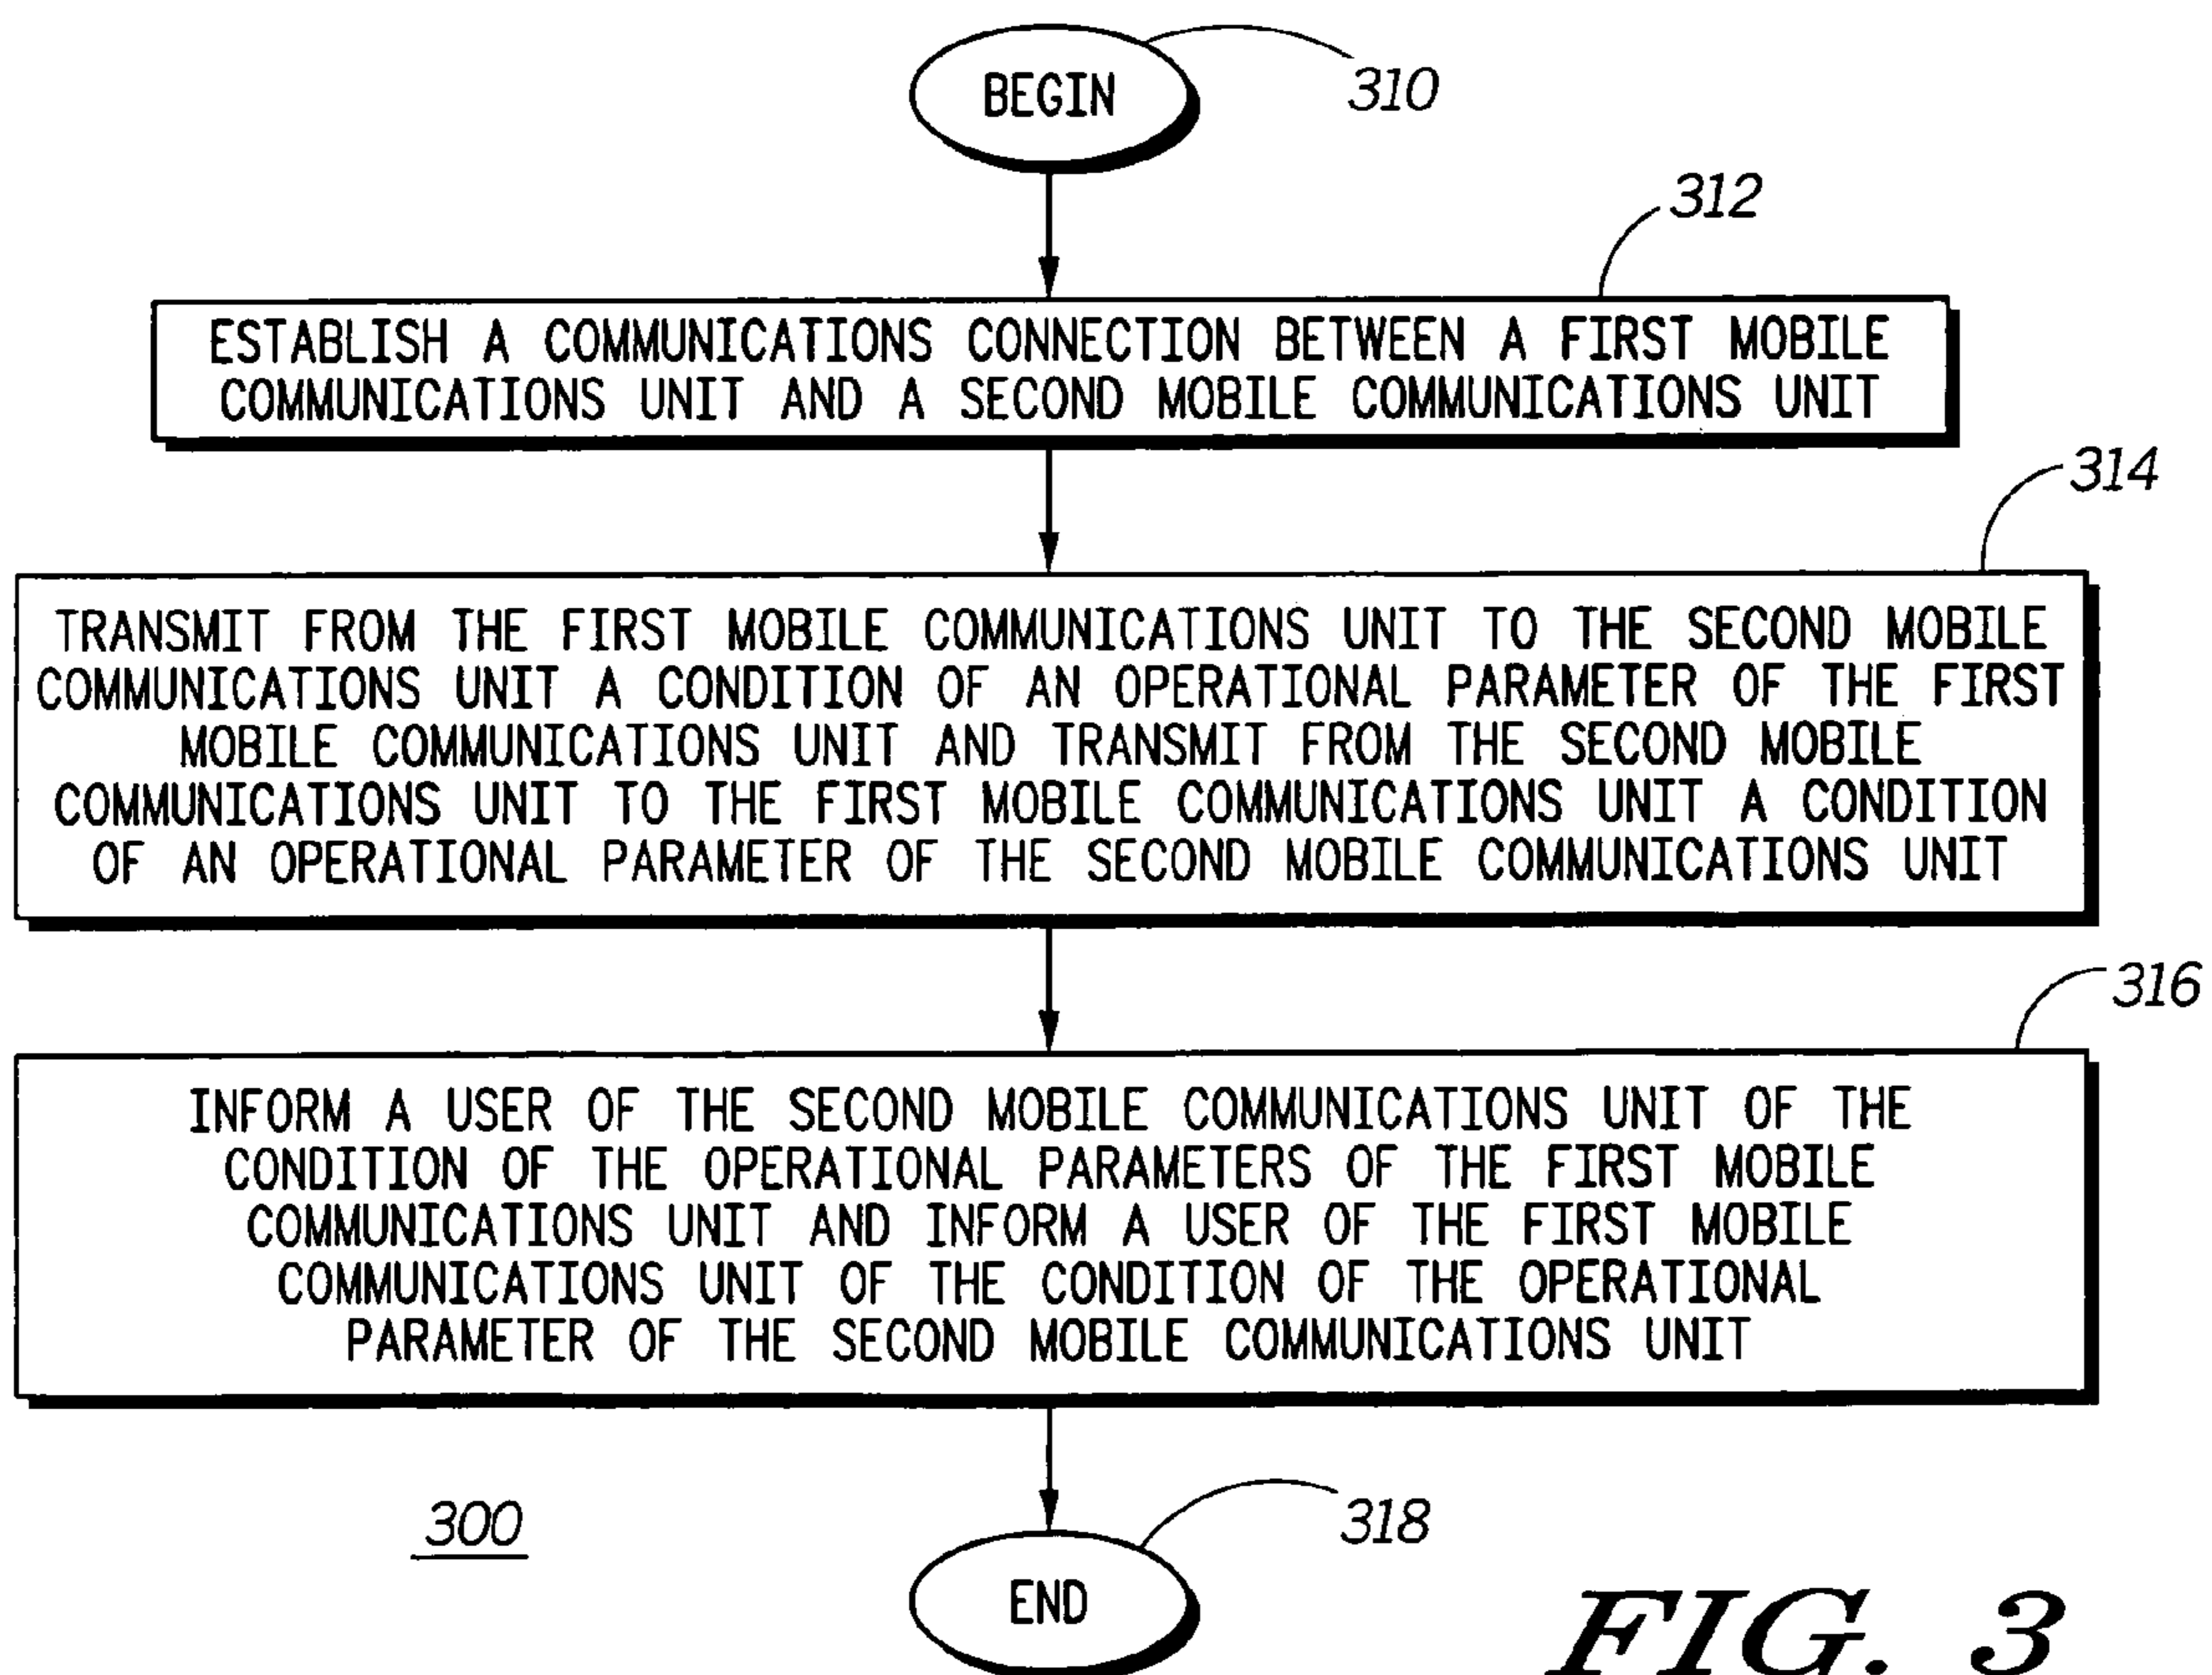 BEGIN
310
312
ESTABLISH A COMMUNICATIONS CONNECTION BETWEEN A FIRST MOBILE
COMMUNICATIONS UNIT AND A SECOND MOBILE COMMUNICATIONS UNIT
314
TRANSMIT FROM THE FIRST MOBILE COMMUNICATIONS UNIT TO THE SECOND MOBILE
COMMUNICATIONS UNIT A CONDITION OF AN OPERATIONAL PARAMETER OF THE FIRST
MOBILE COMMUNICATIONS UNIT AND TRANSMIT FROM THE SECOND MOBILE
COMMUNICATIONS UNIT TO THE FIRST MOBILE COMMUNICATIONS UNIT A CONDITION
OF AN OPERATIONAL PARAMETER OF THE SECOND MOBILE COMMUNICATIONS UNIT
316
INFORM A USER OF THE SECOND MOBILE COMMUNICATIONS UNIT OF THE
CONDITION OF THE OPERATIONAL PARAMETERS OF THE FIRST MOBILE
COMMUNICATIONS UNIT AND INFORM A USER OF THE FIRST MOBILE
COMMUNICATIONS UNIT OF THE CONDITION OF THE OPERATIONAL
PARAMETER OF THE SECOND MOBILE COMMUNICATIONS UNIT
300
318
END
FIG. 3